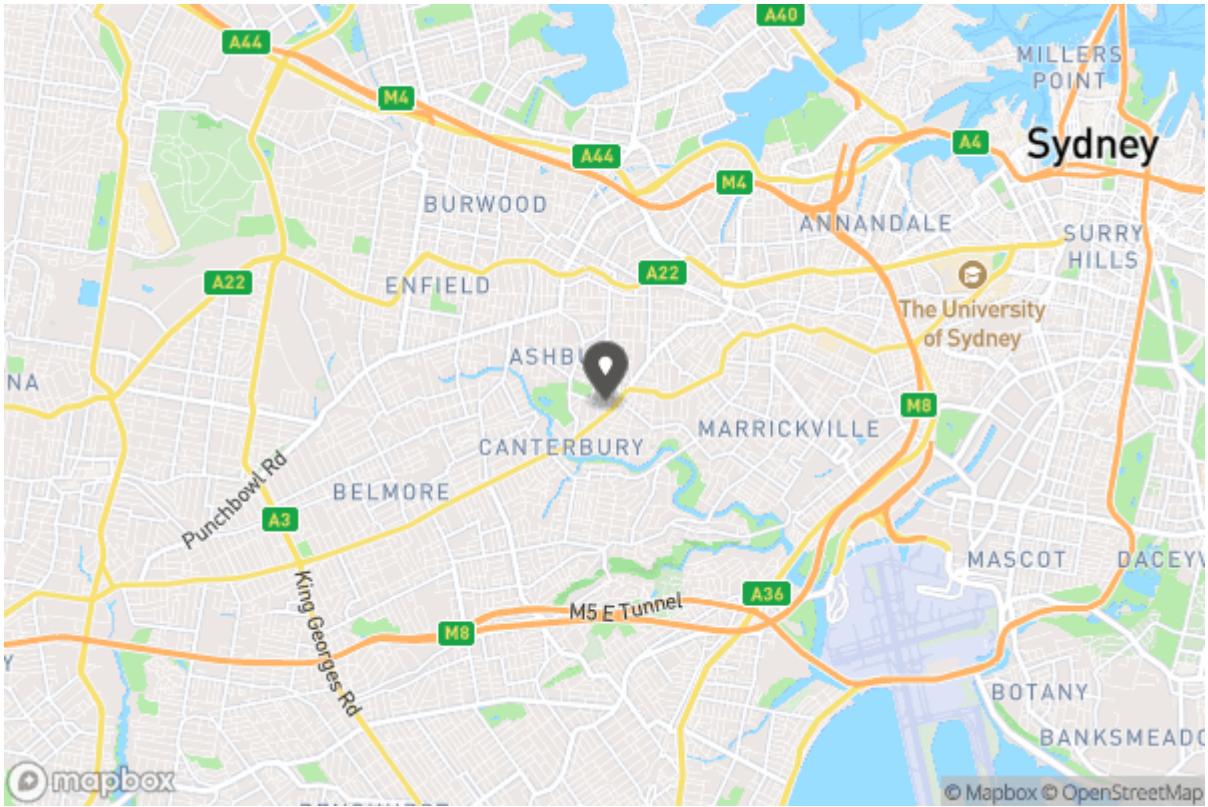 A40
A44
MILLERS
POINT
M4
A4
Sydney
A44
M4
BURWOOD
ANNANDALE
SURRY
HILLS
A22
A22
ENFIELD
The University
of Sydney
NA
M8
MARRICKVILLE
CANTERBURY
Punchbowl Rd
BELMORE
A3
MASCOT
King Georges Rd
A36
M5 E Tunnel
M8
BOTANY
mapbox
© Mapbox © OpenStreetMap